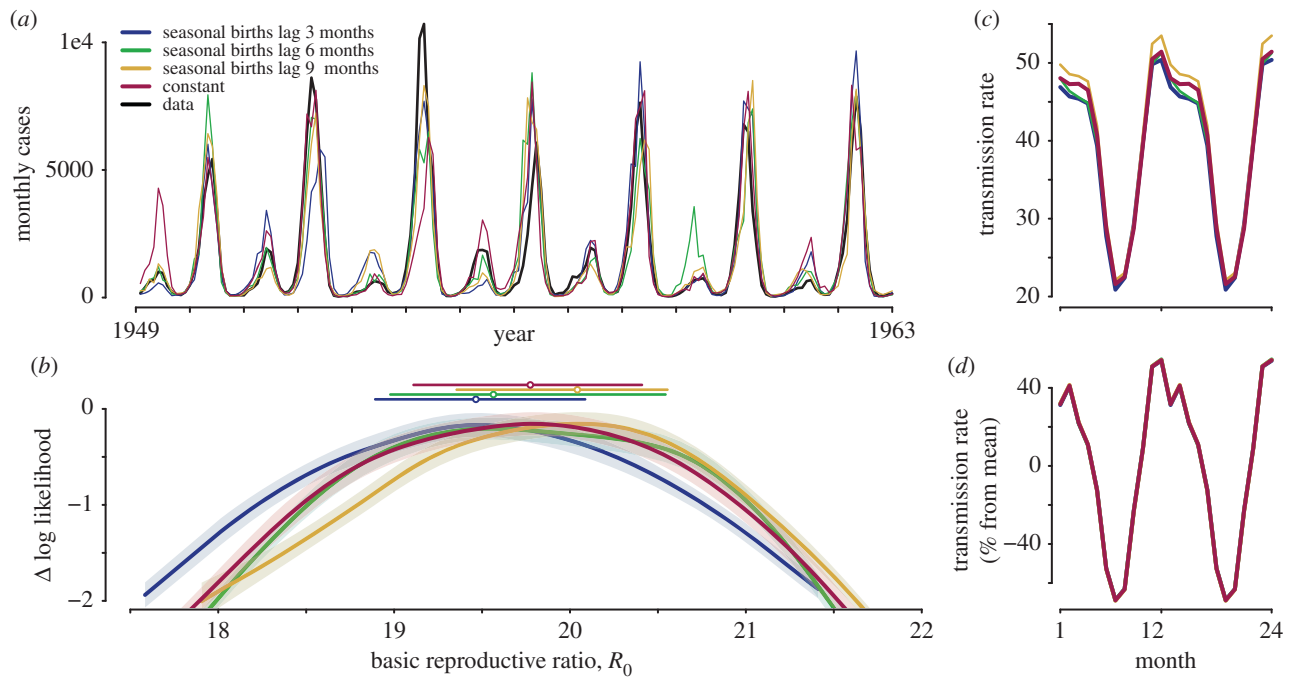 (a)
seasonal births lag 3 months
seasonal births lag 6 months
seasonal births lag 9 months
constant
data
1e4
5000
0
monthly cases
1949
year
1963
(b)
0
−1
−2
Δ log likelihood
18
19
20
21
22
basic reproductive ratio, R0
(c)
50
40
30
20
transmission rate
(d)
40
0
−40
transmission rate
(% from mean)
1
12
24
month